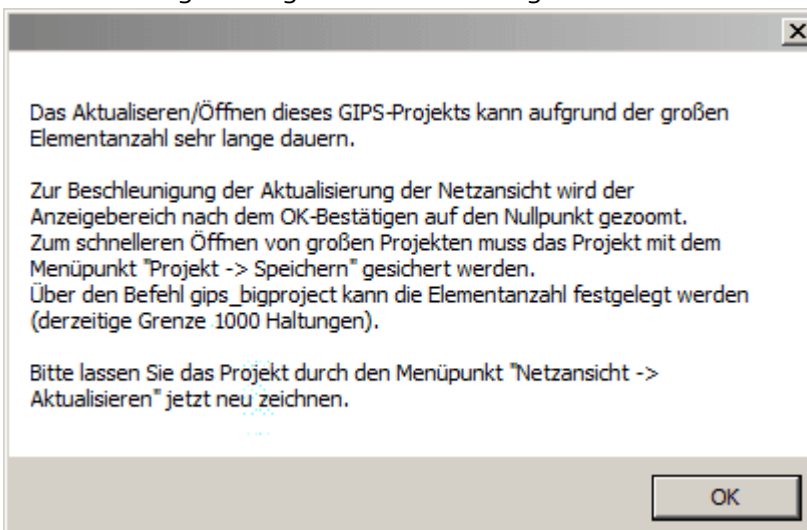 Das Aktualiseren/Öffnen dieses GIPS-Projekts kann aufgrund der großen
Elementanzahl sehr lange dauern.
Zur Beschleunigung der Aktualisierung der Netzansicht wird der
Anzeigebereich nach dem OK-Bestätigen auf den Nullpunkt gezoomt.
Zum schnelleren Öffnen von großen Projekten muss das Projekt mit dem
Menüpunkt "Projekt -> Speichern" gesichert werden.
Über den Befehl gips_bigproject kann die Elementanzahl festgelegt werden
(derzeitige Grenze 1000 Haltungen).
Bitte lassen Sie das Projekt durch den Menüpunkt "Netzansicht ->
Aktualisieren" jetzt neu zeichnen.
OK